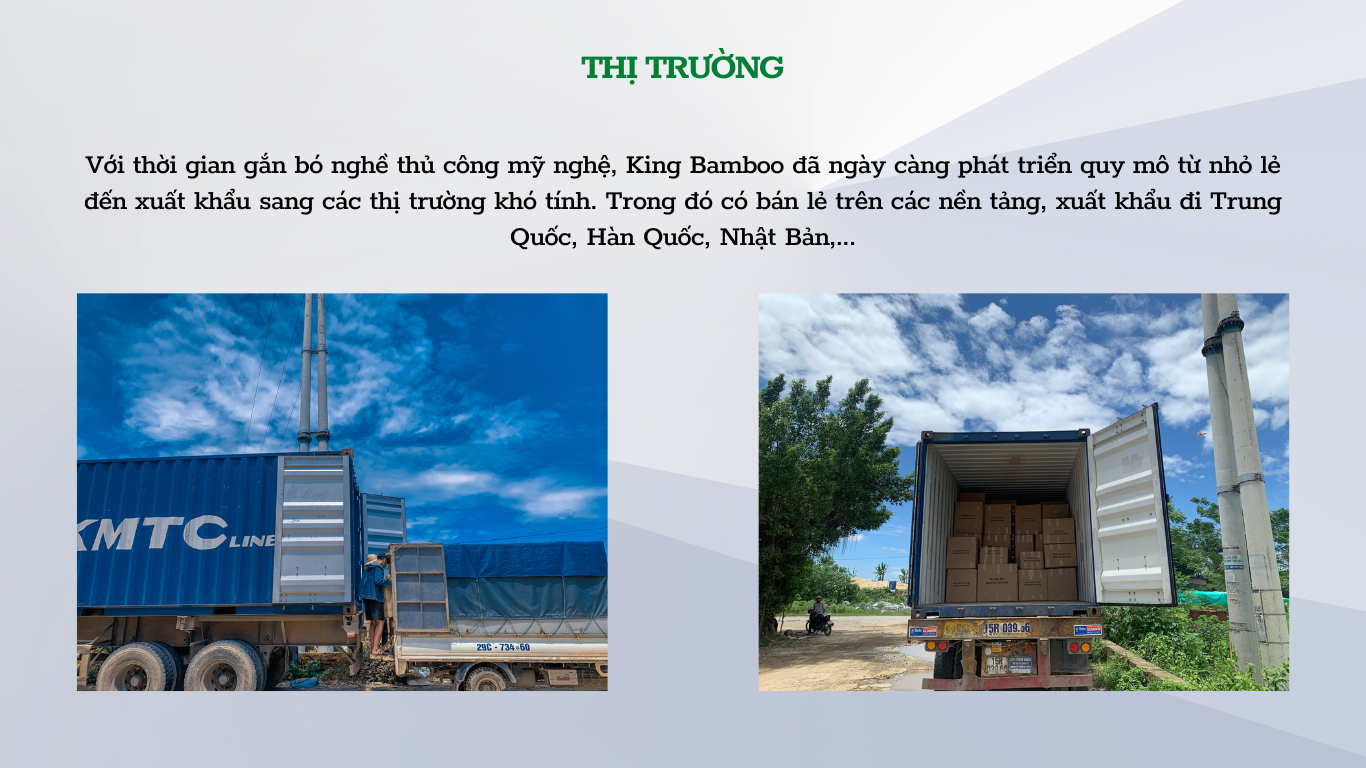 THỊ TRƯỜNG
Với thời gian gắn bó nghề thủ công mỹ nghệ, King Bamboo đã ngày càng phát triển quy mô từ nhỏ lẻ
đến xuất khẩu sang các thị trường khó tính. Trong đó có bán lẻ trên các nền tảng, xuất khẩu đi Trung
Quốc, Hàn Quốc, Nhật Bản,...
KMTC LINE
29C - 734 60
15R 039.66
15R